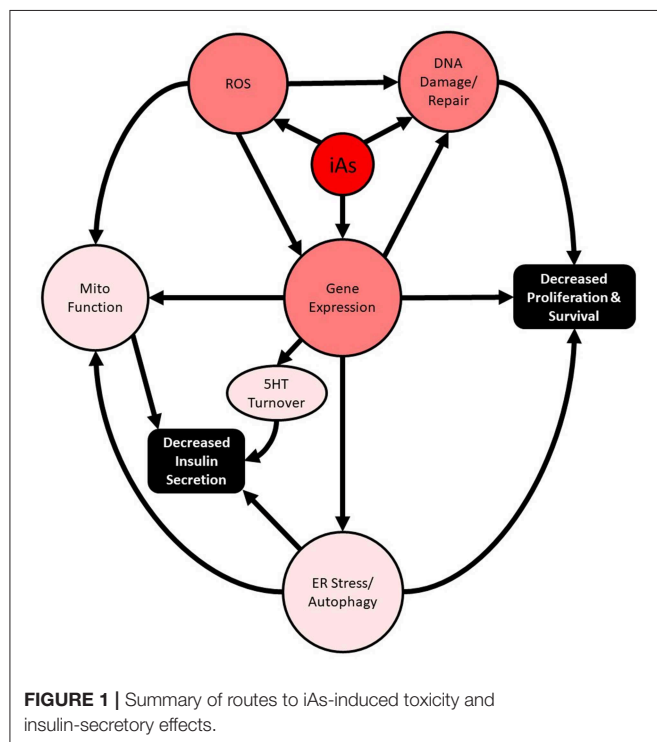 ROS
DNA
Damage/
Repair
iAs
Mito
Function
Gene
Expression
Decreased
Proliferation &
Survival
5HT
Turnover
Decreased
Insulin
Secretion
ER Stress/
Autophagy
FIGURE 1 | Summary of routes to iAs-induced toxicity and
insulin-secretory effects.